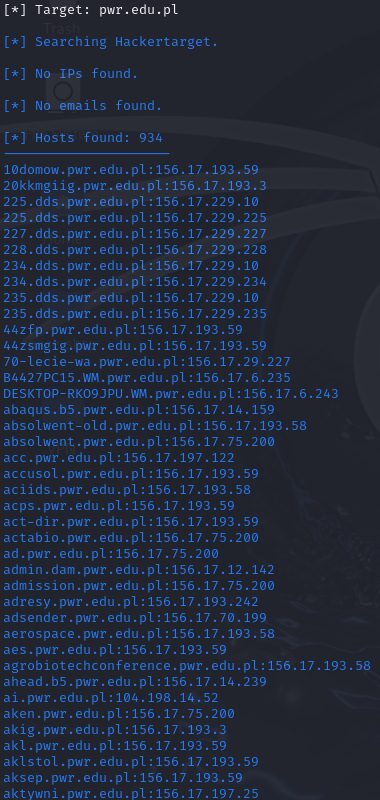 [*] Target: pwr.edu.pl
[*] Searching Hackertarget.
[*] No IPs found.
[*] No emails found.
[*] Hosts found: 934
---------------------
10domow.pwr.edu.pl:156.17.193.59
20kkmgiig.pwr.edu.pl:156.17.193.3
225.dds.pwr.edu.pl:156.17.229.10
225.dds.pwr.edu.pl:156.17.229.225
227.dds.pwr.edu.pl:156.17.229.227
228.dds.pwr.edu.pl:156.17.229.228
234.dds.pwr.edu.pl:156.17.229.10
234.dds.pwr.edu.pl:156.17.229.234
235.dds.pwr.edu.pl:156.17.229.10
235.dds.pwr.edu.pl:156.17.229.235
44zfp.pwr.edu.pl:156.17.193.59
44zsmgig.pwr.edu.pl:156.17.193.59
70-lecie-wa.pwr.edu.pl:156.17.29.227
B4427PC15.WM.pwr.edu.pl:156.17.6.235
DESKTOP-RKO9JPU.WM.pwr.edu.pl:156.17.6.243
abaqus.b5.pwr.edu.pl:156.17.14.159
absolwent-old.pwr.edu.pl:156.17.193.58
absolwent.pwr.edu.pl:156.17.75.200
acc.pwr.edu.pl:156.17.197.122
accusol.pwr.edu.pl:156.17.193.59
aciids.pwr.edu.pl:156.17.193.58
acps.pwr.edu.pl:156.17.193.59
act-dir.pwr.edu.pl:156.17.193.59
actabio.pwr.edu.pl:156.17.75.200
ad.pwr.edu.pl:156.17.75.200
admin.dam.pwr.edu.pl:156.17.12.142
admission.pwr.edu.pl:156.17.75.200
adresy.pwr.edu.pl:156.17.193.242
adsender.pwr.edu.pl:156.17.70.199
aerospace.pwr.edu.pl:156.17.193.58
aes.pwr.edu.pl:156.17.193.59
agrobiotechconference.pwr.edu.pl:156.17.193.58
ahead.b5.pwr.edu.pl:156.17.14.239
ai.pwr.edu.pl:104.198.14.52
aken.pwr.edu.pl:156.17.75.200
akig.pwr.edu.pl:156.17.193.3
akl.pwr.edu.pl:156.17.193.59
aklstol.pwr.edu.pl:156.17.193.59
aksep.pwr.edu.pl:156.17.193.59
aktywni.pwr.edu.pl:156.17.197.25